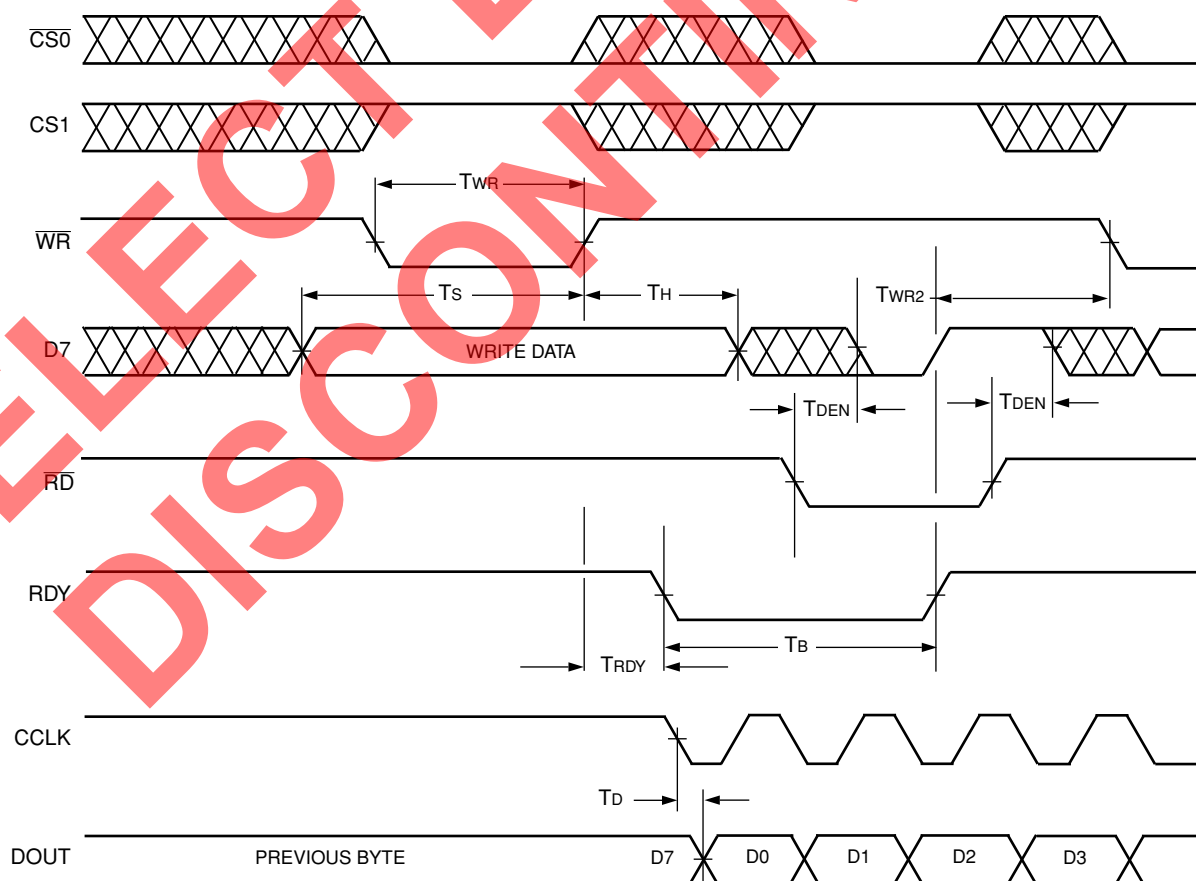 CS0
CS1
TWR
WR
TS TH TWR2
D7 WRITE DATA
TDEN TDEN
RD
RDY
TB
TRDY
CCLK
TD
DOUT PREVIOUS BYTE D7 D0 D1 D2 D3
DISCONTIN
ELECT